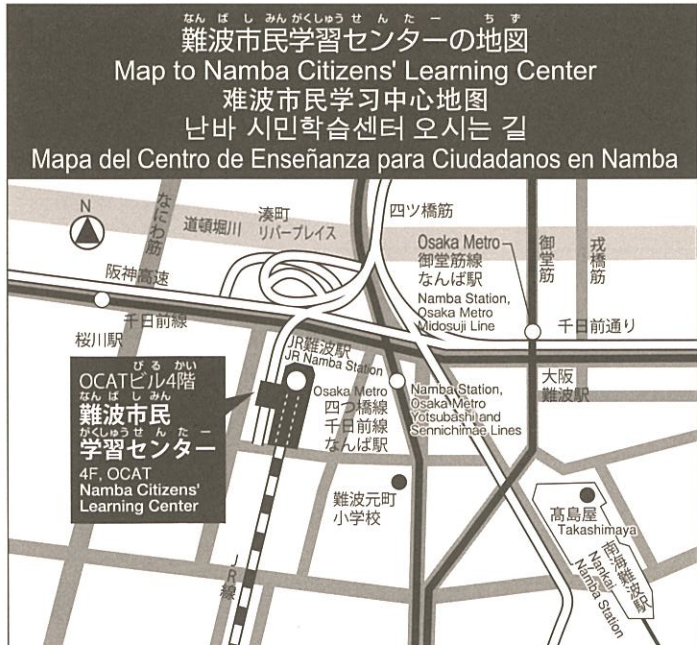 なんばしみんがくしゅうせんたー ちず
難波市民学習センターの地図
Map to Namba Citizens' Learning Center
难波市民学习中心地图
난바 시민학습센터 오시는 길
Mapa del Centro de Enseñanza para Ciudadanos en Namba
N
なにわ筋
道頓堀川
湊町
リバープレイス
四ツ橋筋
Osaka Metro
御堂筋線
なんば駅
Namba Station,
Osaka Metro
Midosuji Line
御堂筋
戎橋筋
阪神高速
千日前線
桜川駅
千日前通り
JR難波駅
JR Namba Station
大阪
難波駅
びるかい
OCATビル4階
なんばしみん
難波市民
がくしゅうせんたー
学習センター
4F, OCAT
Namba Citizens'
Learning Center
Osaka Metro
四つ橋線
千日前線
なんば駅
Namba Station,
Osaka Metro
Yotsubashi and
Sennichimae Lines
難波元町
小学校
髙島屋
Takashimaya
南海難波駅
Nankai
Namba Station
JR線